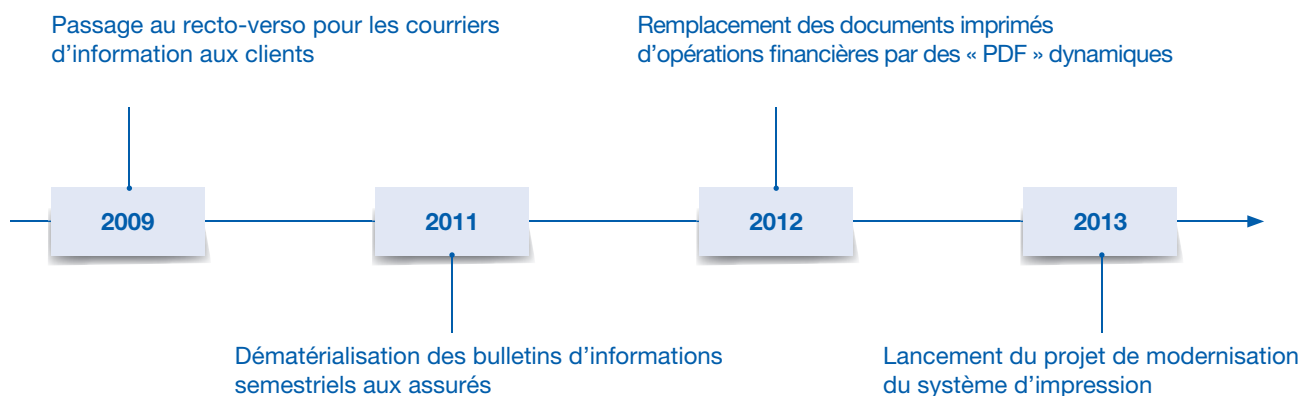 Passage au recto-verso pour les courriers
d’information aux clients
Remplacement des documents imprimés
d’opérations financières par des « PDF » dynamiques
2009
2011
2012
2013
Dématérialisation des bulletins d’informations
semestriels aux assurés
Lancement du projet de modernisation
du système d’impression